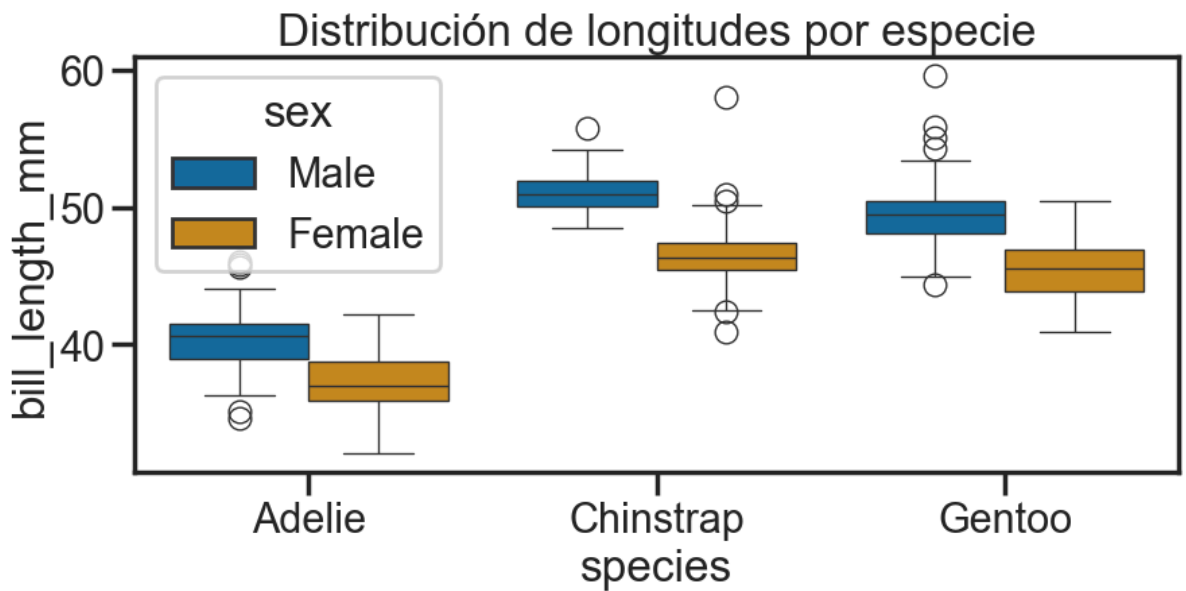 Distribución de longitudes por especie
60
50
40
bill_length_mm
sex
Male
Female
Adelie
Chinstrap
Gentoo
species